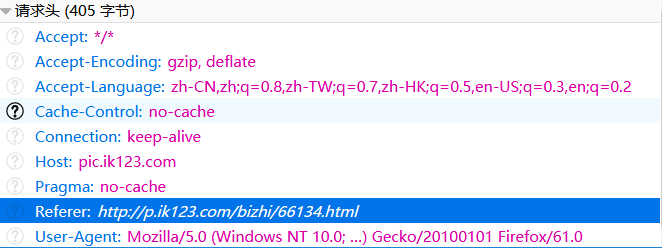 请求头 (405 字节)
Accept: */*
Accept-Encoding: gzip, deflate
Accept-Language: zh-CN,zh;q=0.8,zh-TW;q=0.7,zh-HK;q=0.5,en-US;q=0.3,en;q=0.2
Cache-Control: no-cache
Connection: keep-alive
Host: pic.ik123.com
Pragma: no-cache
Referer: http://p.ik123.com/bizhi/66134.html
User-Agent: Mozilla/5.0 (Windows NT 10.0; ...) Gecko/20100101 Firefox/61.0